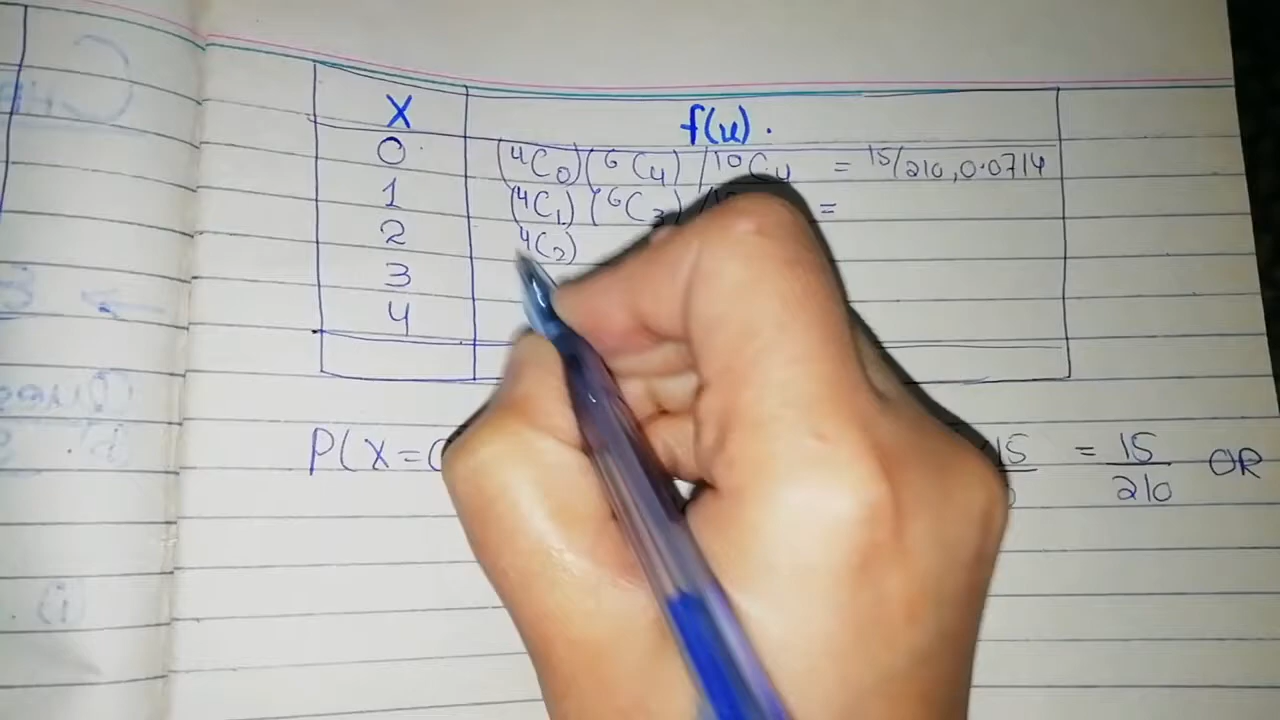 X f(x).
0 (⁴C₀)(⁶C₄) / ¹⁰C₄ = 15/210, 0.0714
1 (⁴C₁)(⁶C₃) =
2 ⁴C₂)
3
4
P(X= 15 = 15/210 OR